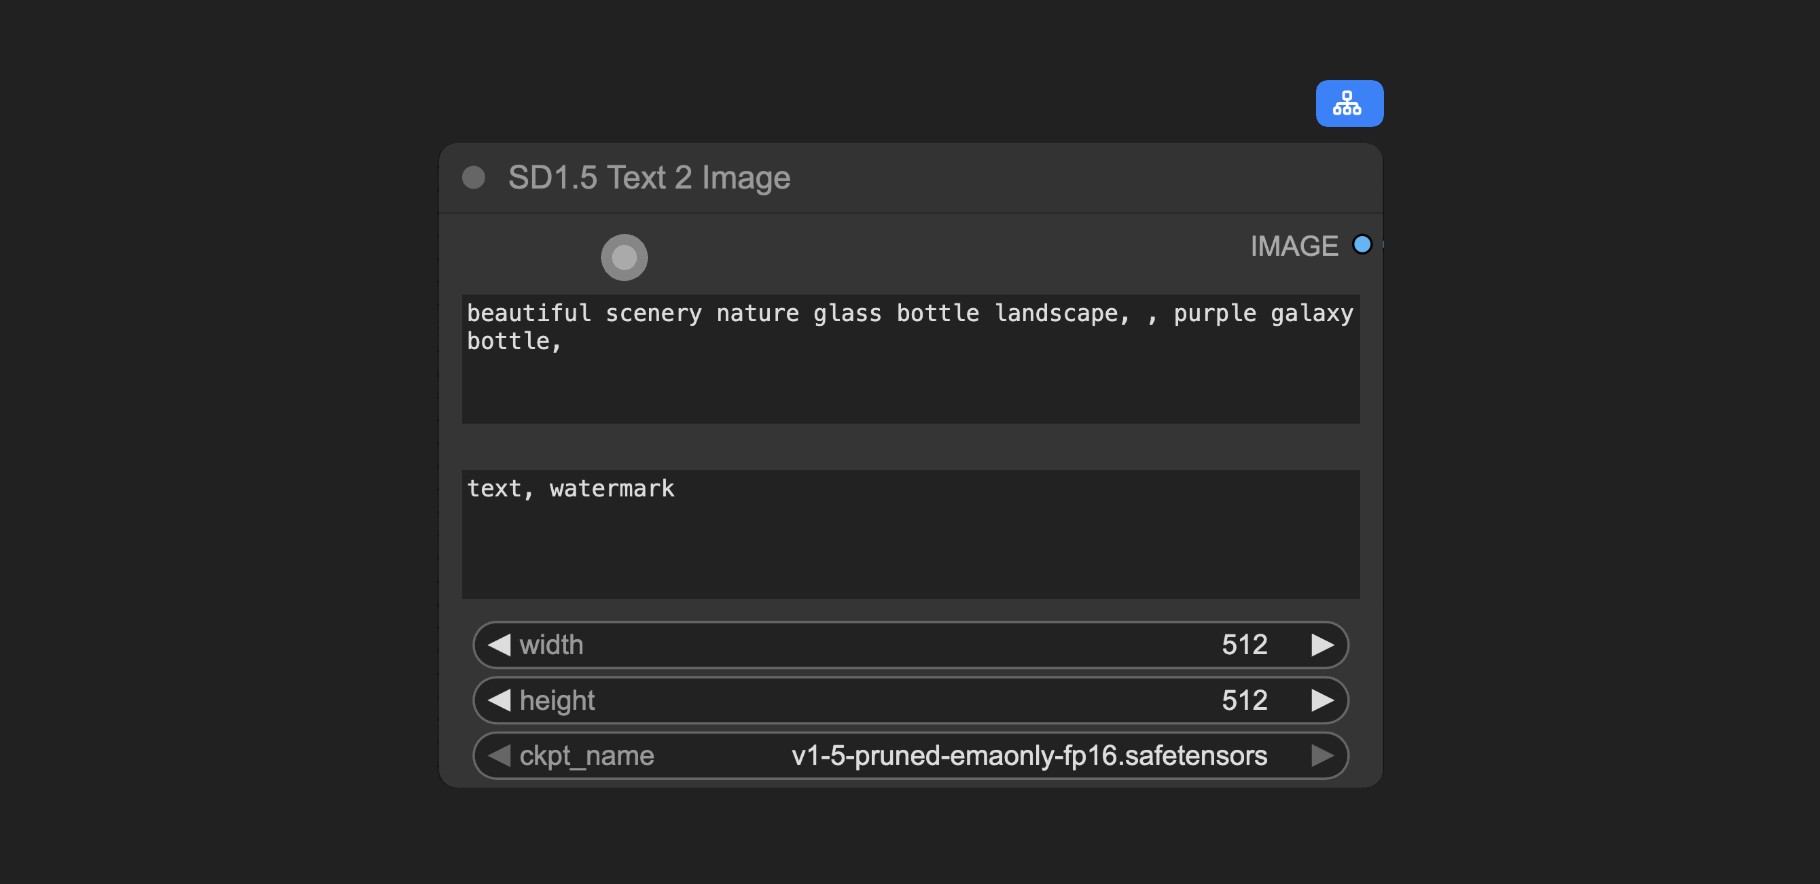 SD1.5 Text 2 Image
IMAGE
beautiful scenery nature glass bottle landscape, , purple galaxy
bottle,
text, watermark
width 512
height 512
ckpt_name v1-5-pruned-emaonly-fp16.safetensors